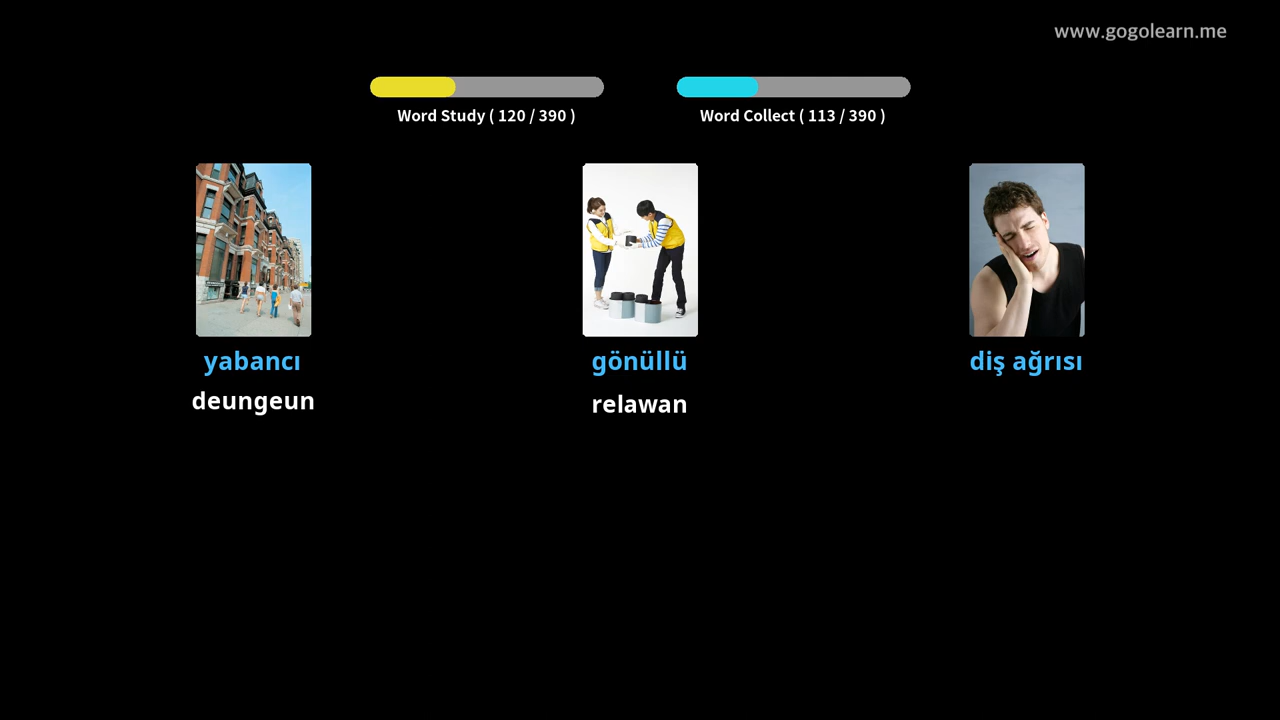 www.gogolearn.me
Word Study ( 120 / 390 )
Word Collect ( 113 / 390 )
yabancı
gönüllü
diş ağrısı
deungeun
relawan